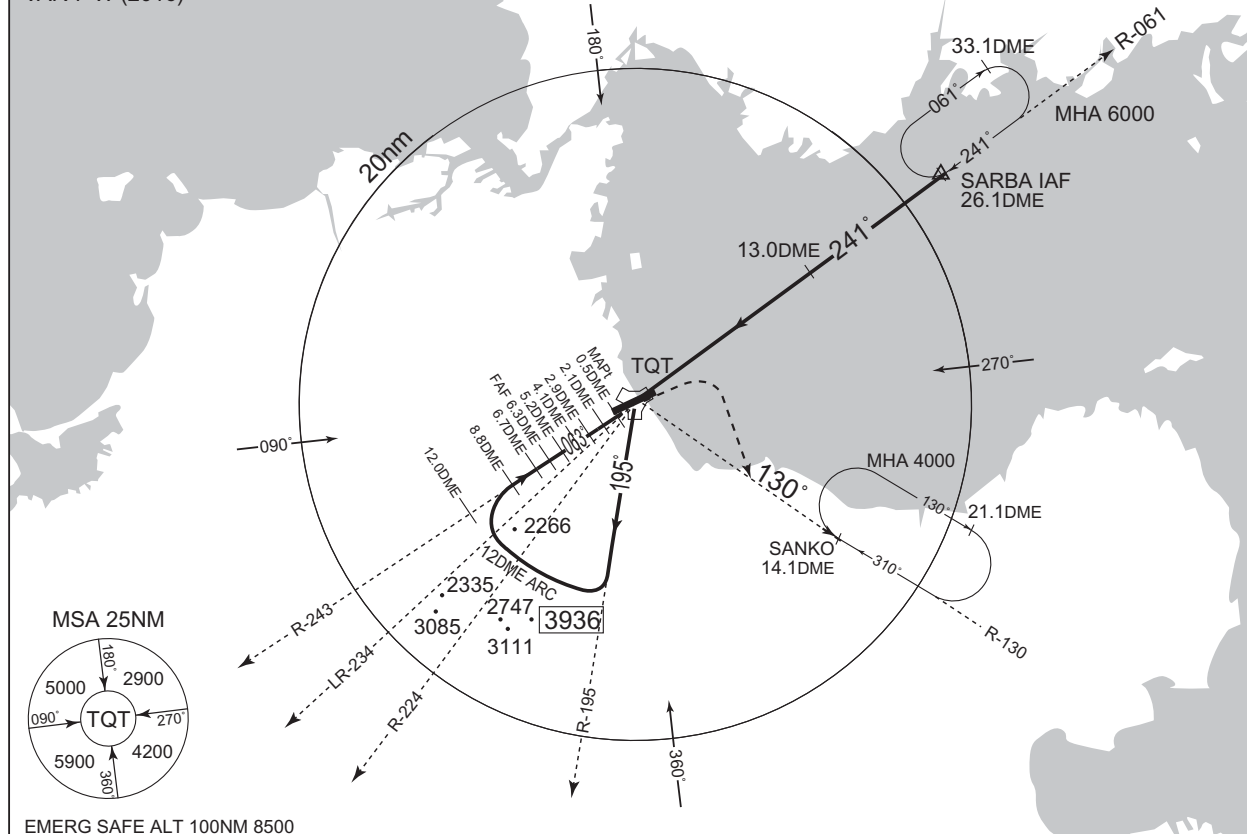 180°
20nm
33.1DME
R-061
061°
MHA 6000
241°
SARBA IAF
26.1DME
241°
13.0DME
TQT
270°
MAPt
0.5DME
2.1DME
2.9DME
4.1DME
5.2DME
FAF 6.3DME
6.7DME
8.8DME
12.0DME
063°
090°
195°
130°
MHA 4000
130°
21.1DME
SANKO
14.1DME
310°
R-130
2266
12DME ARC
2335
3085
2747
3936
3111
R-243
LR-234
R-224
R-195
360°
MSA 25NM
180°
5000
2900
090°
TQT
270°
5900
4200
360°
EMERG SAFE ALT 100NM 8500